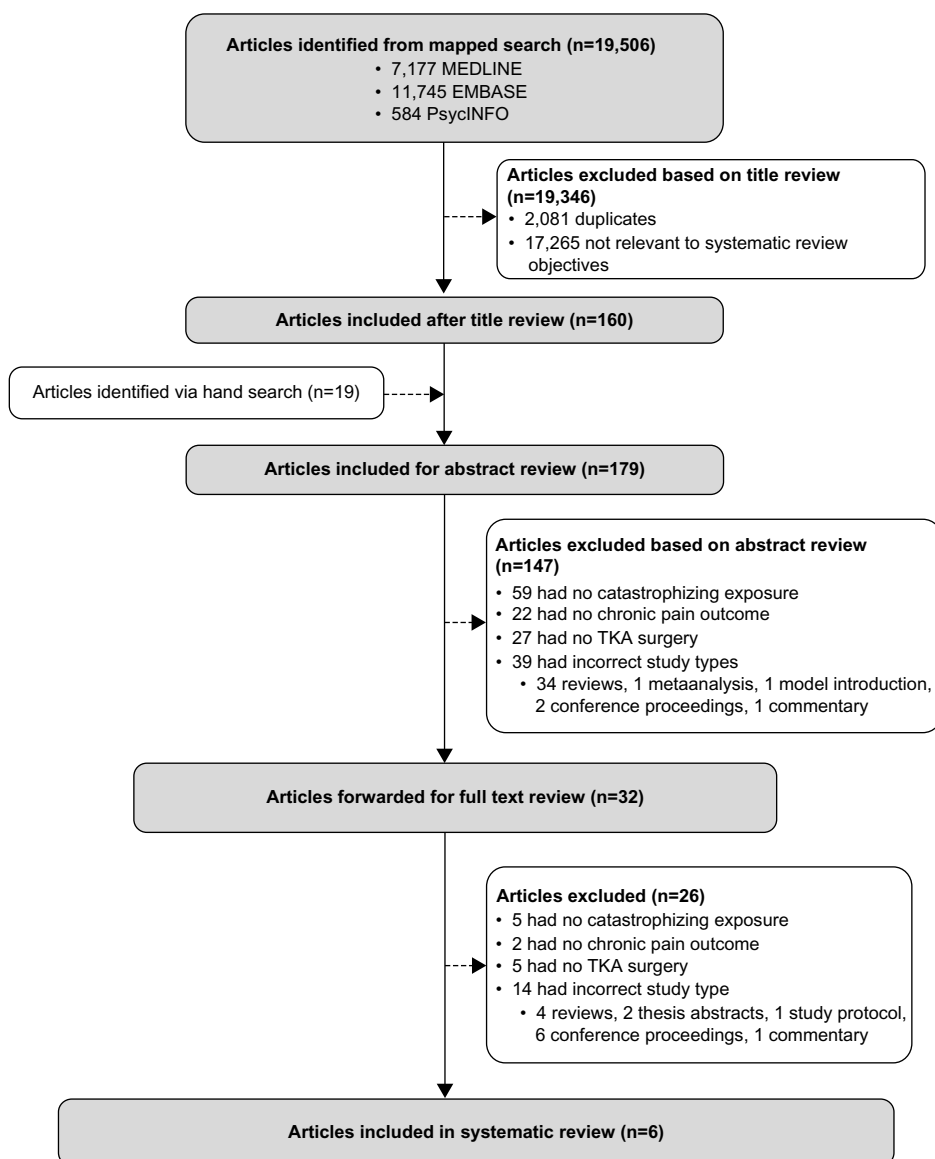 Articles identified from mapped search (n=19,506)
• 7,177 MEDLINE
• 11,745 EMBASE
• 584 PsycINFO
Articles excluded based on title review
(n=19,346)
• 2,081 duplicates
• 17,265 not relevant to systematic review
objectives
Articles included after title review (n=160)
Articles identified via hand search (n=19)
Articles included for abstract review (n=179)
Articles excluded based on abstract review
(n=147)
• 59 had no catastrophizing exposure
• 22 had no chronic pain outcome
• 27 had no TKA surgery
• 39 had incorrect study types
• 34 reviews, 1 metaanalysis, 1 model introduction,
2 conference proceedings, 1 commentary
Articles forwarded for full text review (n=32)
Articles excluded (n=26)
• 5 had no catastrophizing exposure
• 2 had no chronic pain outcome
• 5 had no TKA surgery
• 14 had incorrect study type
• 4 reviews, 2 thesis abstracts, 1 study protocol,
6 conference proceedings, 1 commentary
Articles included in systematic review (n=6)